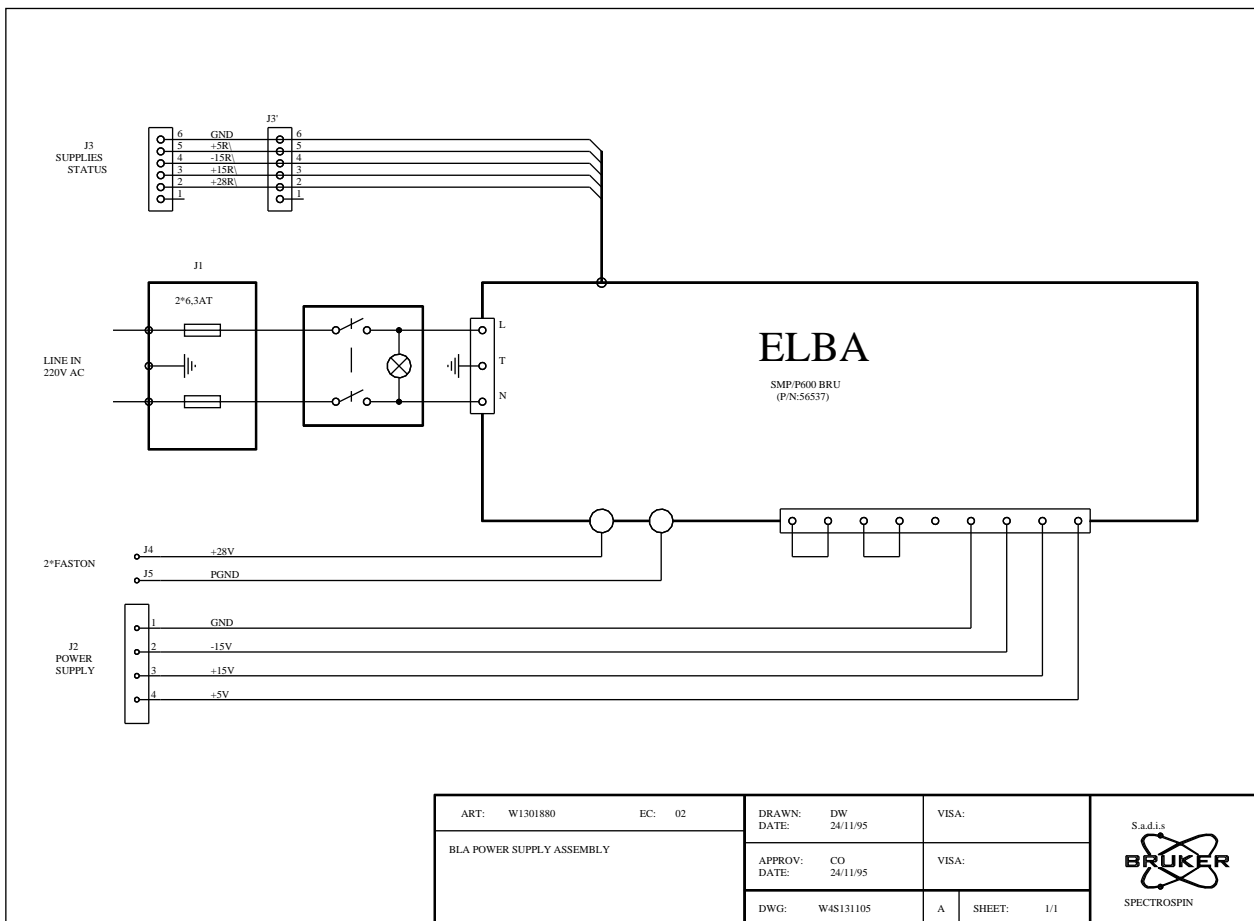 J3'
J3
SUPPLIES
STATUS
6 GND 6
5 +5R\ 5
4 -15R\ 4
3 +15R\ 3
2 +28R\ 2
1 1
J1
2*6,3AT
LINE IN
220V AC
L
T
N
ELBA
SMP/P600 BRU
(P/N:56537)
2*FASTON
J4 +28V
J5 PGND
J2
POWER
SUPPLY
1 GND
2 -15V
3 +15V
4 +5V
ART: W1301880 EC: 02
BLA POWER SUPPLY ASSEMBLY
DRAWN: DW
DATE: 24/11/95
VISA:
APPROV: CO
DATE: 24/11/95
VISA:
DWG: W4S131105 A SHEET: 1/1
S.a.d.i.s
BRUKER
SPECTROSPIN